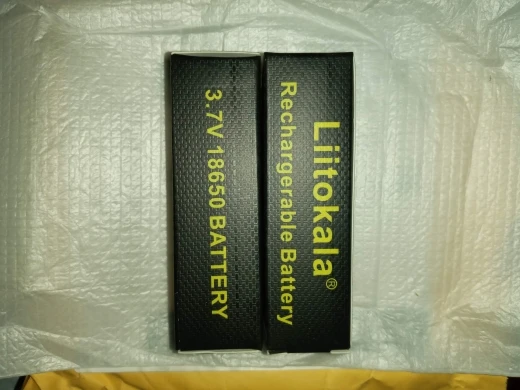 Liitokala®
Rechargerable Battery
3.7V 18650 BATTERY